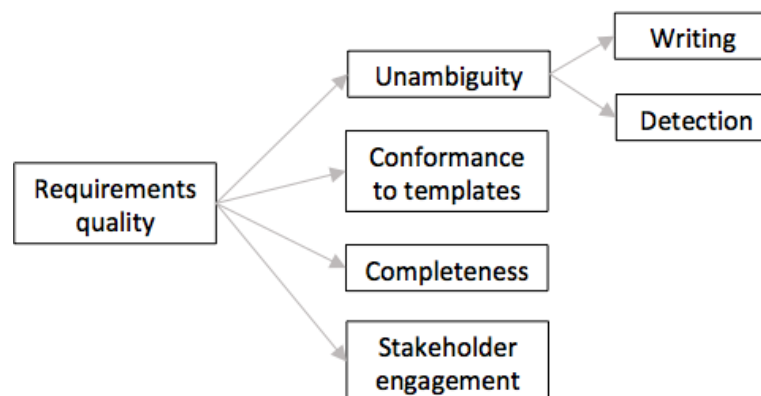 Requirements
quality
Unambiguity
Writing
Detection
Conformance
to templates
Completeness
Stakeholder
engagement